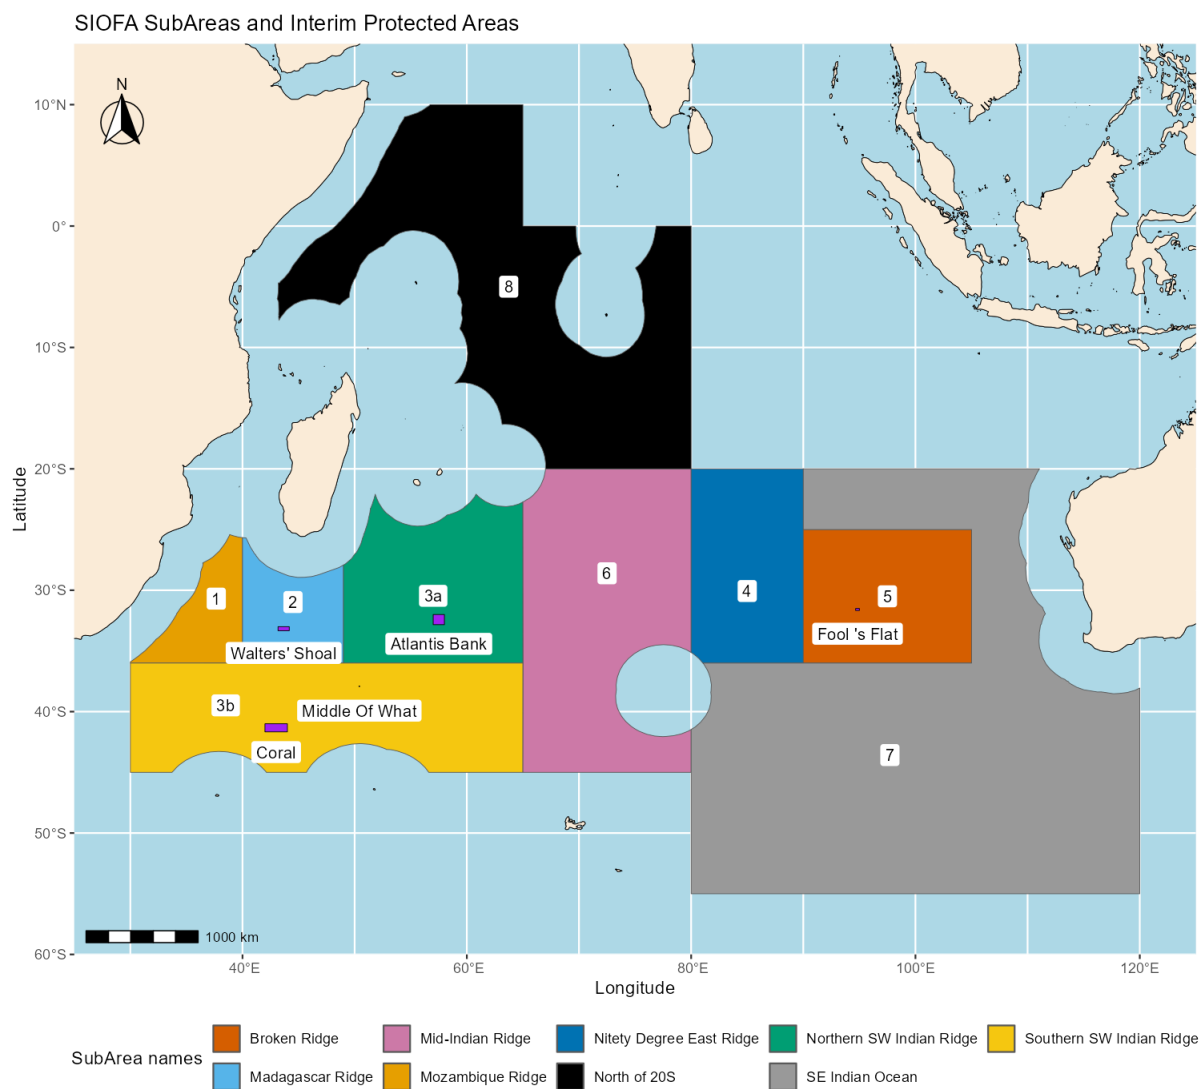 SIOFA SubAreas and Interim Protected Areas
N
10°N
0°
10°S
20°S
30°S
40°S
50°S
60°S
Latitude
8
6
4
5
Fool 's Flat
1
2
Walters' Shoal
3a
Atlantis Bank
3b
Middle Of What
Coral
7
1000 km
40°E
60°E
80°E
100°E
120°E
Longitude
SubArea names
Broken Ridge
Mid-Indian Ridge
Nitety Degree East Ridge
Northern SW Indian Ridge
Southern SW Indian Ridge
Madagascar Ridge
Mozambique Ridge
North of 20S
SE Indian Ocean